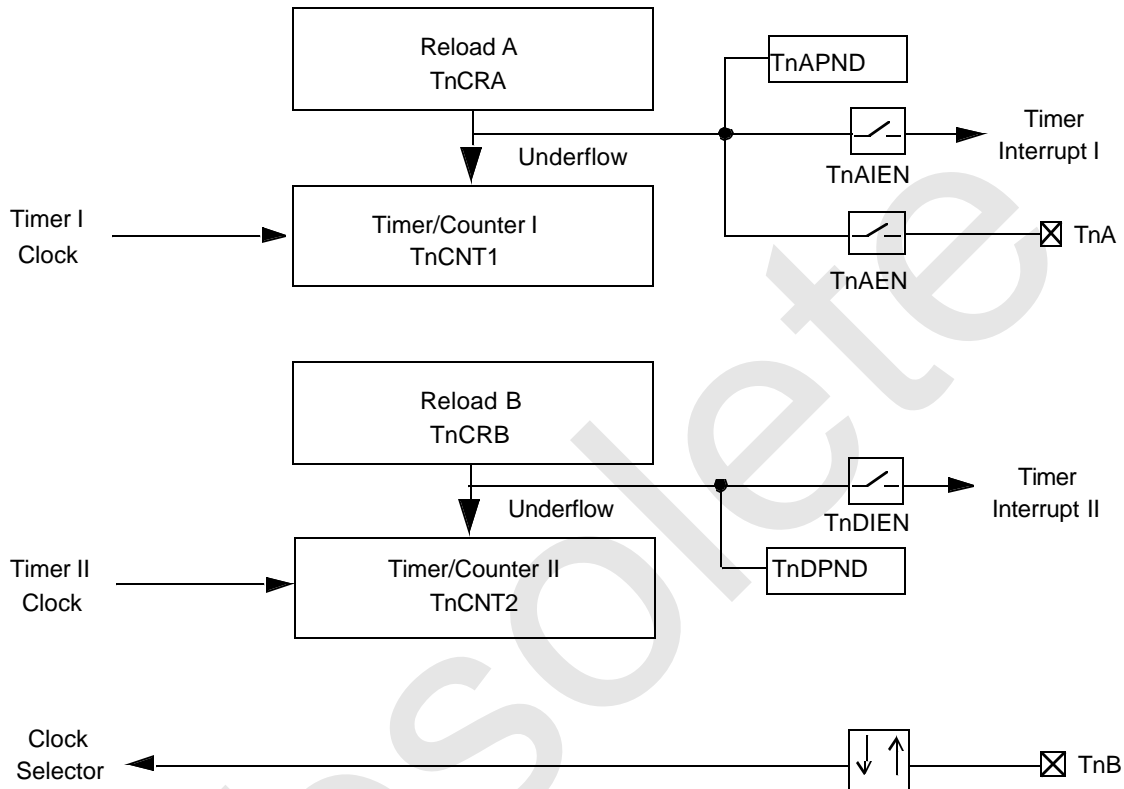 Reload A
TnCRA
TnAPND
Timer
Interrupt I
Underflow
TnAIEN
Timer I
Clock
Timer/Counter I
TnCNT1
TnA
TnAEN
Reload B
TnCRB
Timer
Interrupt II
Underflow
TnDIEN
Timer II
Clock
Timer/Counter II
TnCNT2
TnDPND
Clock
Selector
TnB
Obsolete